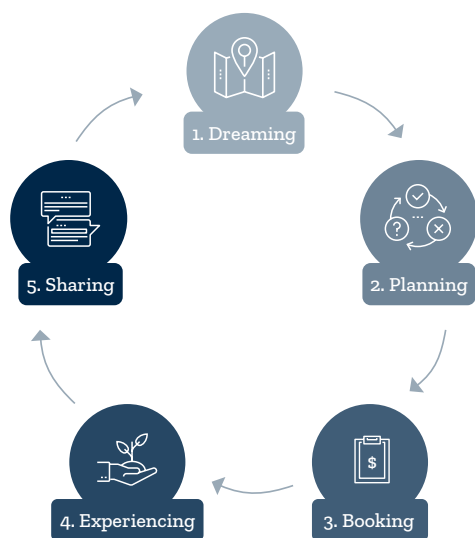 1. Dreaming
2. Planning
?
3. Booking
$
4. Experiencing
5. Sharing